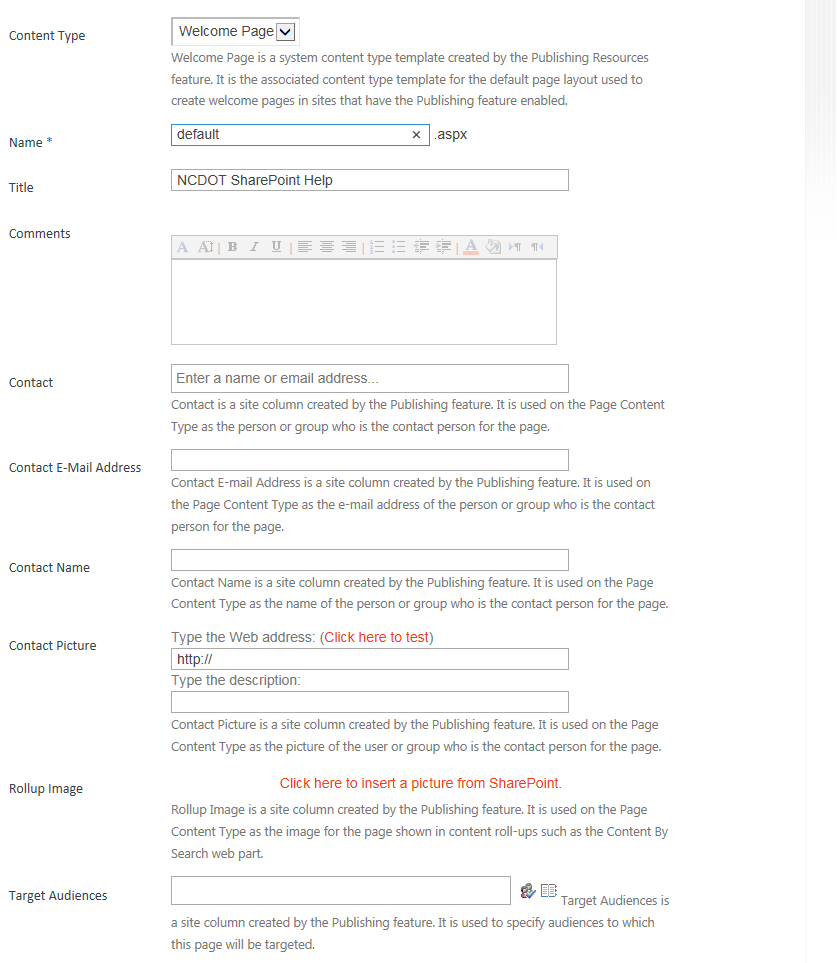 Content Type
Welcome Page
Welcome Page is a system content type template created by the Publishing Resources
feature. It is the associated content type template for the default page layout used to
create welcome pages in sites that have the Publishing feature enabled.
Name *
default × .aspx
Title
NCDOT SharePoint Help
Comments
A A B I U A
Contact
Enter a name or email address...
Contact is a site column created by the Publishing feature. It is used on the Page Content
Type as the person or group who is the contact person for the page.
Contact E-Mail Address
Contact E-mail Address is a site column created by the Publishing feature. It is used on
the Page Content Type as the e-mail address of the person or group who is the contact
person for the page.
Contact Name
Contact Name is a site column created by the Publishing feature. It is used on the Page
Content Type as the name of the person or group who is the contact person for the page.
Contact Picture
Type the Web address: (Click here to test)
http://
Type the description:
Contact Picture is a site column created by the Publishing feature. It is used on the Page
Content Type as the picture of the user or group who is the contact person for the page.
Rollup Image
Click here to insert a picture from SharePoint.
Rollup Image is a site column created by the Publishing feature. It is used on the Page
Content Type as the image for the page shown in content roll-ups such as the Content By
Search web part.
Target Audiences
Target Audiences is
a site column created by the Publishing feature. It is used to specify audiences to which
this page will be targeted.